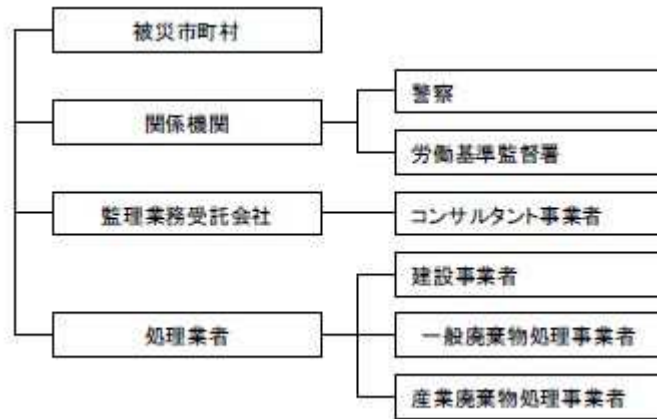 被災市町村
関係機関
警察
労働基準監督署
監理業務受託会社
コンサルタント事業者
処理業者
建設事業者
一般廃棄物処理事業者
産業廃棄物処理事業者